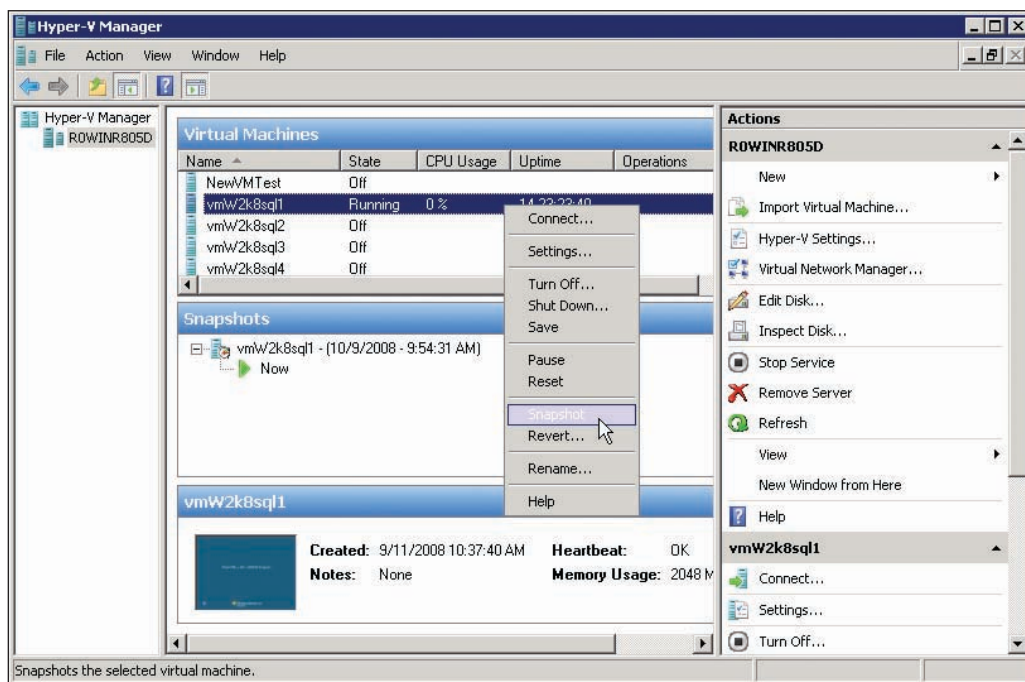 Hyper-V Manager
File Action View Window Help
Hyper-V Manager
R0WINR805D
Virtual Machines
Name State CPU Usage Uptime Operations
NewVMTest Off
vmW2k8sql1 Running 0 % 14.23:23:40
vmW2k8sql2 Off
vmW2k8sql3 Off
vmW2k8sql4 Off
Connect...
Settings...
Turn Off...
Shut Down...
Save
Pause
Reset
Snapshot
Revert...
Rename...
Help
Snapshots
vmW2k8sql1 - (10/9/2008 - 9:54:31 AM)
Now
vmW2k8sql1
Created: 9/11/2008 10:37:40 AM Heartbeat: OK
Notes: None Memory Usage: 2048 M
Actions
R0WINR805D
New
Import Virtual Machine...
Hyper-V Settings...
Virtual Network Manager...
Edit Disk...
Inspect Disk...
Stop Service
Remove Server
Refresh
View
New Window from Here
Help
vmW2k8sql1
Connect...
Settings...
Turn Off...
Snapshots the selected virtual machine.